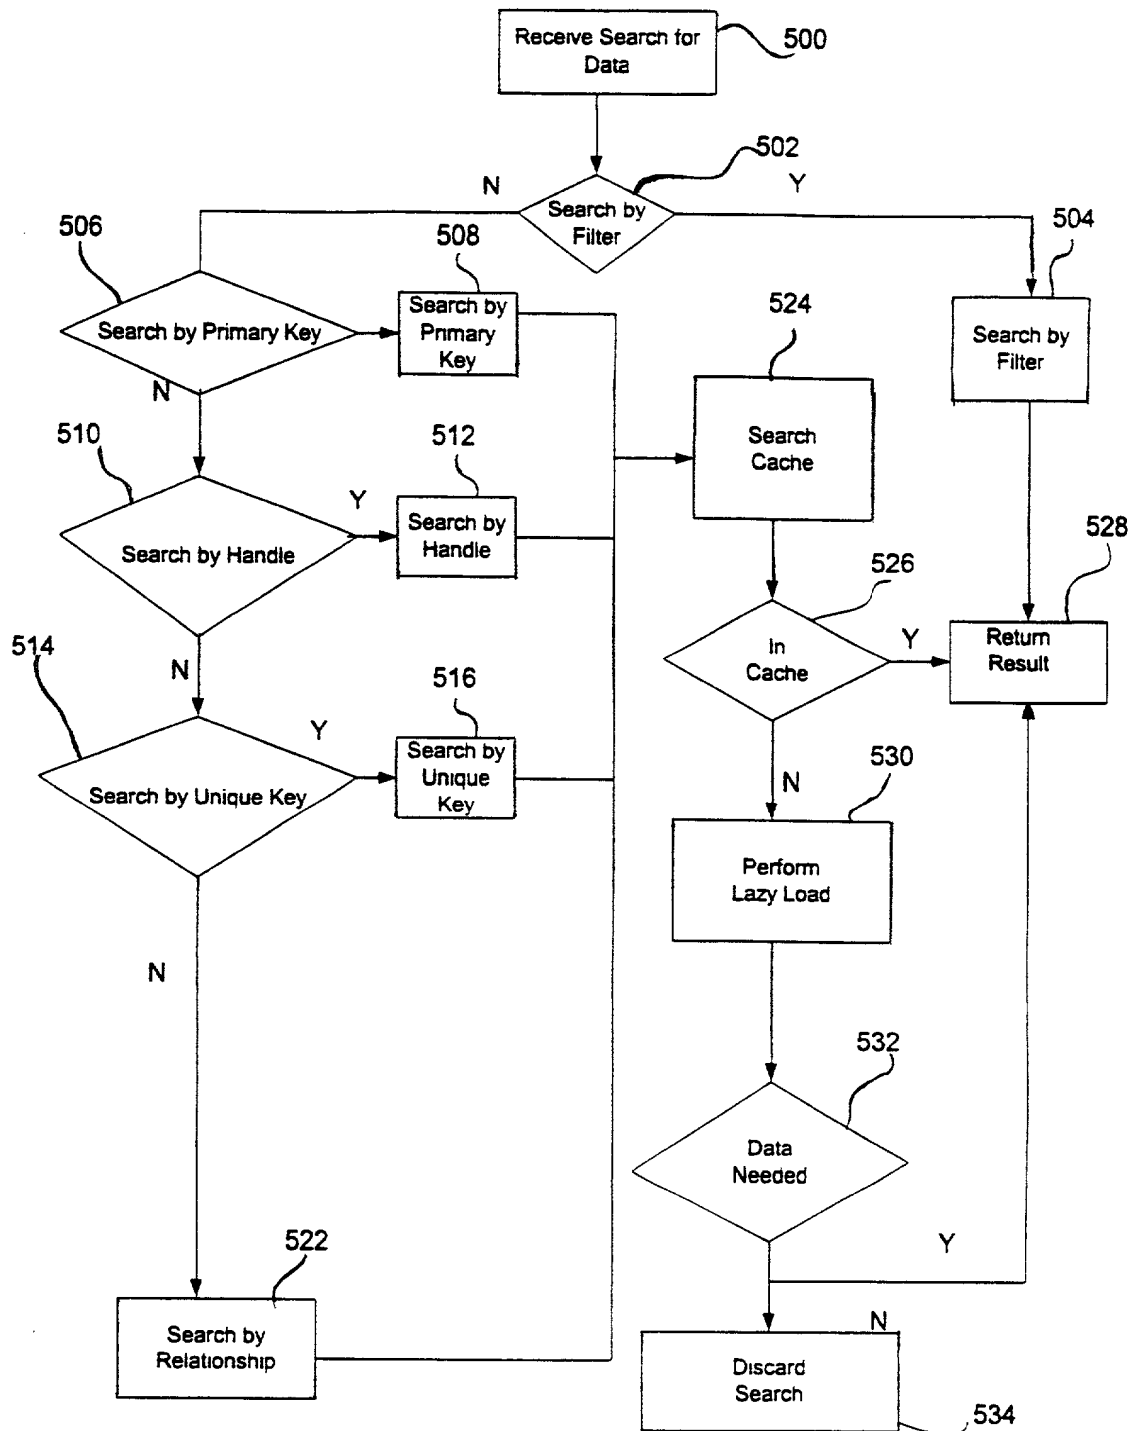 Receive Search for
Data
500
502
N
Y
Search by
Filter
506
508
504
Search by Primary Key
Search by
Primary
Key
524
Search by
Filter
N
510
512
Search
Cache
Y
Search by Handle
Search by
Handle
528
526
514
N
In
Cache
Y
Return
Result
516
Y
Search by Unique Key
Search by
Unique
Key
530
N
Perform
Lazy Load
N
532
Data
Needed
522
Y
Search by
Relationship
N
Discard
Search
534